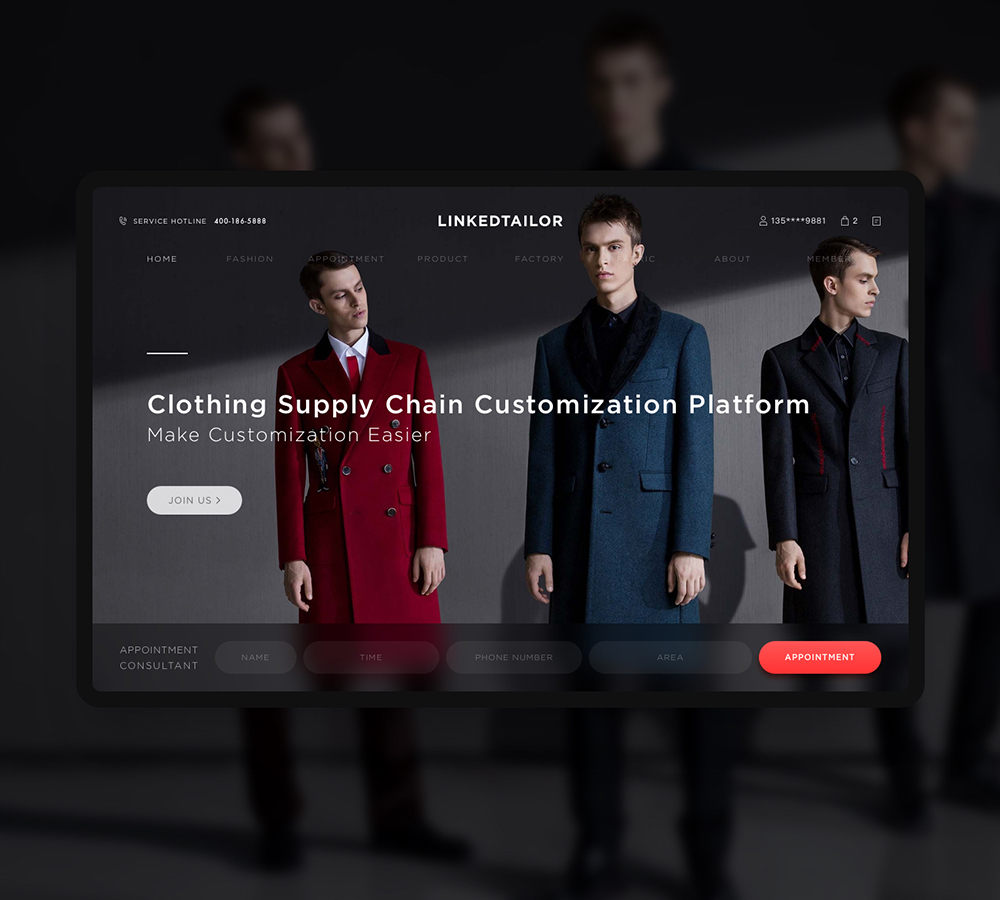 SERVICE HOTLINE 400-186-5888
LINKEDTAILOR
135****9881
2
HOME FASHION APPOINTMENT PRODUCT FACTORY ABOUT MEMBER
Clothing Supply Chain Customization Platform
Make Customization Easier
JOIN US
APPOINTMENT
CONSULTANT
NAME TIME PHONE NUMBER AREA APPOINTMENT